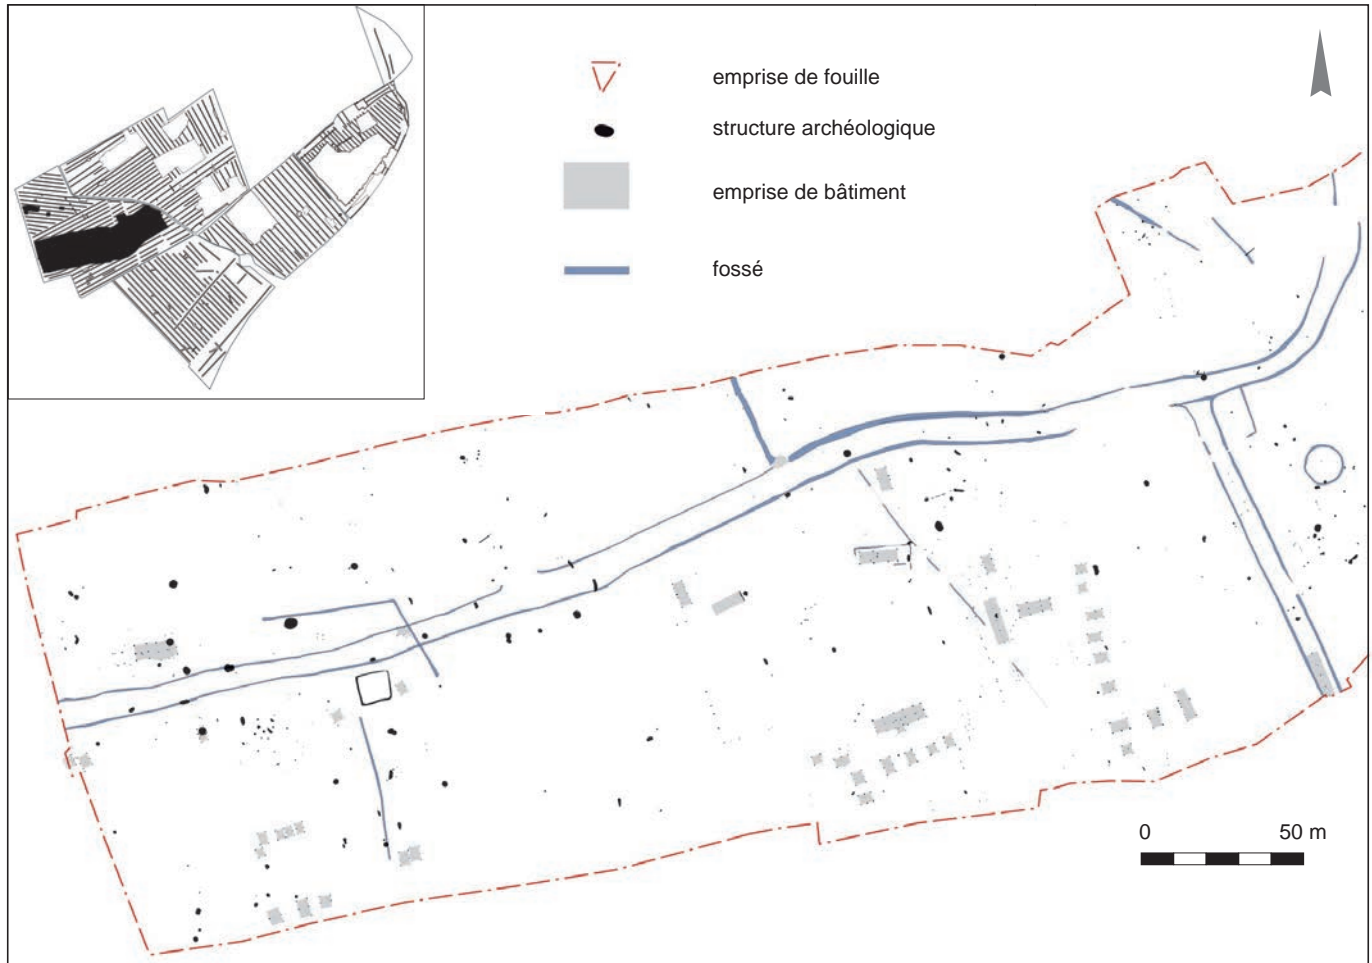 emprise de fouille
structure archéologique
emprise de bâtiment
fossé
0 50 m